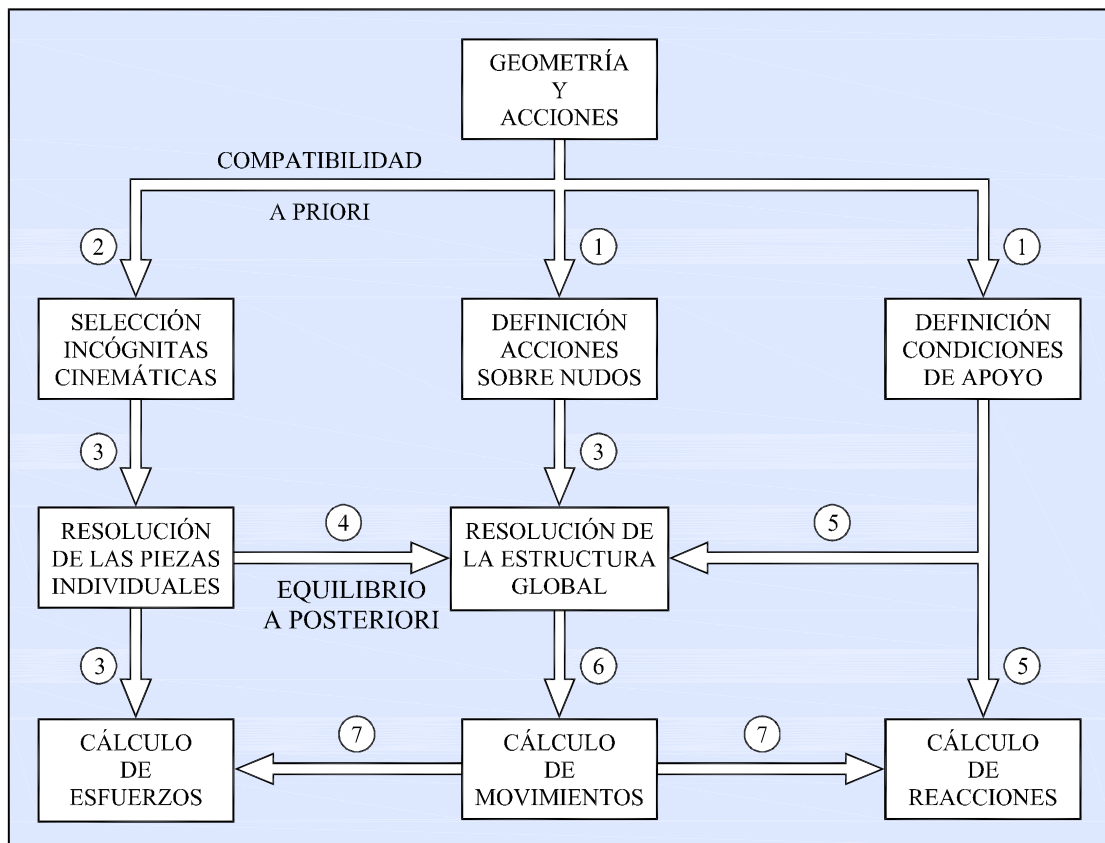 GEOMETRÍA
Y
ACCIONES
COMPATIBILIDAD
A PRIORI
2
1
1
SELECCIÓN
INCÓGNITAS
CINEMÁTICAS
DEFINICIÓN
ACCIONES
SOBRE NUDOS
DEFINICIÓN
CONDICIONES
DE APOYO
3
3
RESOLUCIÓN
DE LAS PIEZAS
INDIVIDUALES
4
EQUILIBRIO
A POSTERIORI
RESOLUCIÓN DE
LA ESTRUCTURA
GLOBAL
5
3
6
5
CÁLCULO
DE
ESFUERZOS
7
CÁLCULO
DE
MOVIMIENTOS
7
CÁLCULO
DE
REACCIONES